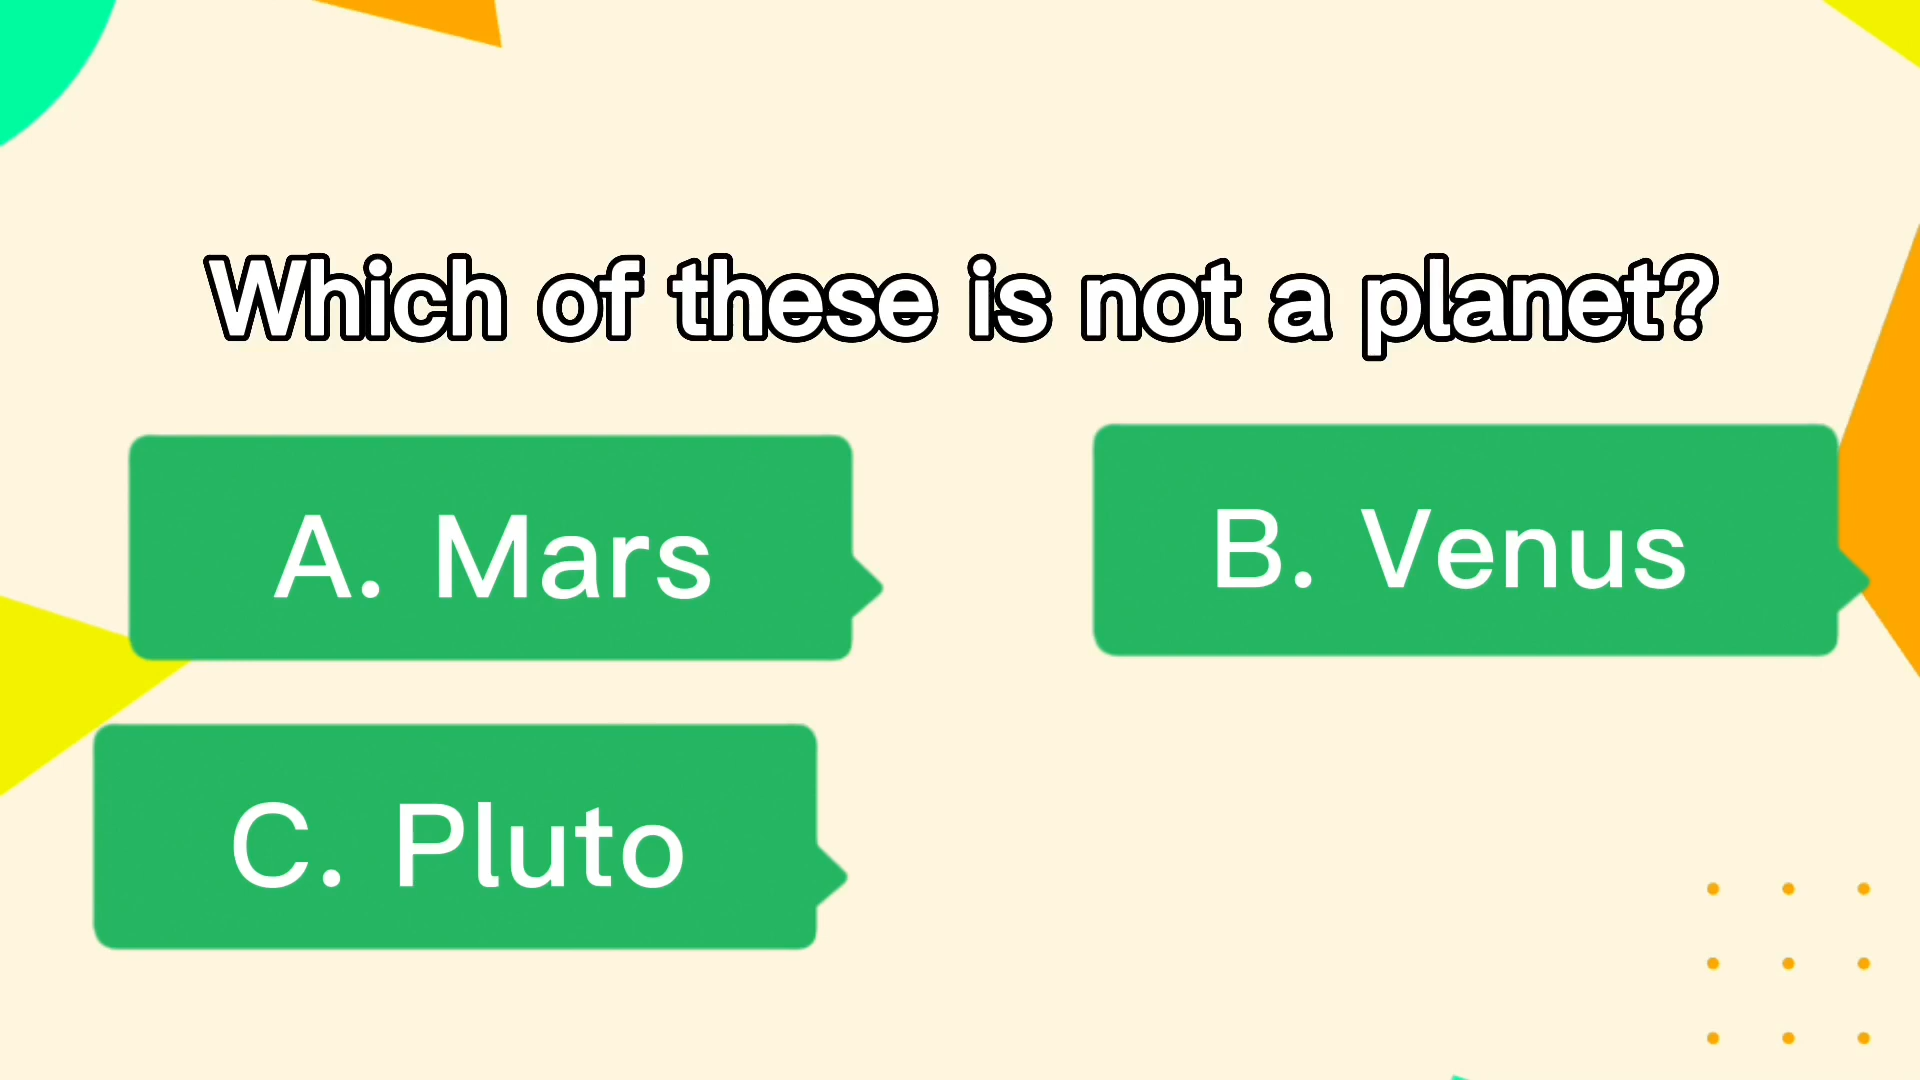 Which of these is not a planet?
A. Mars
B. Venus
C. Pluto